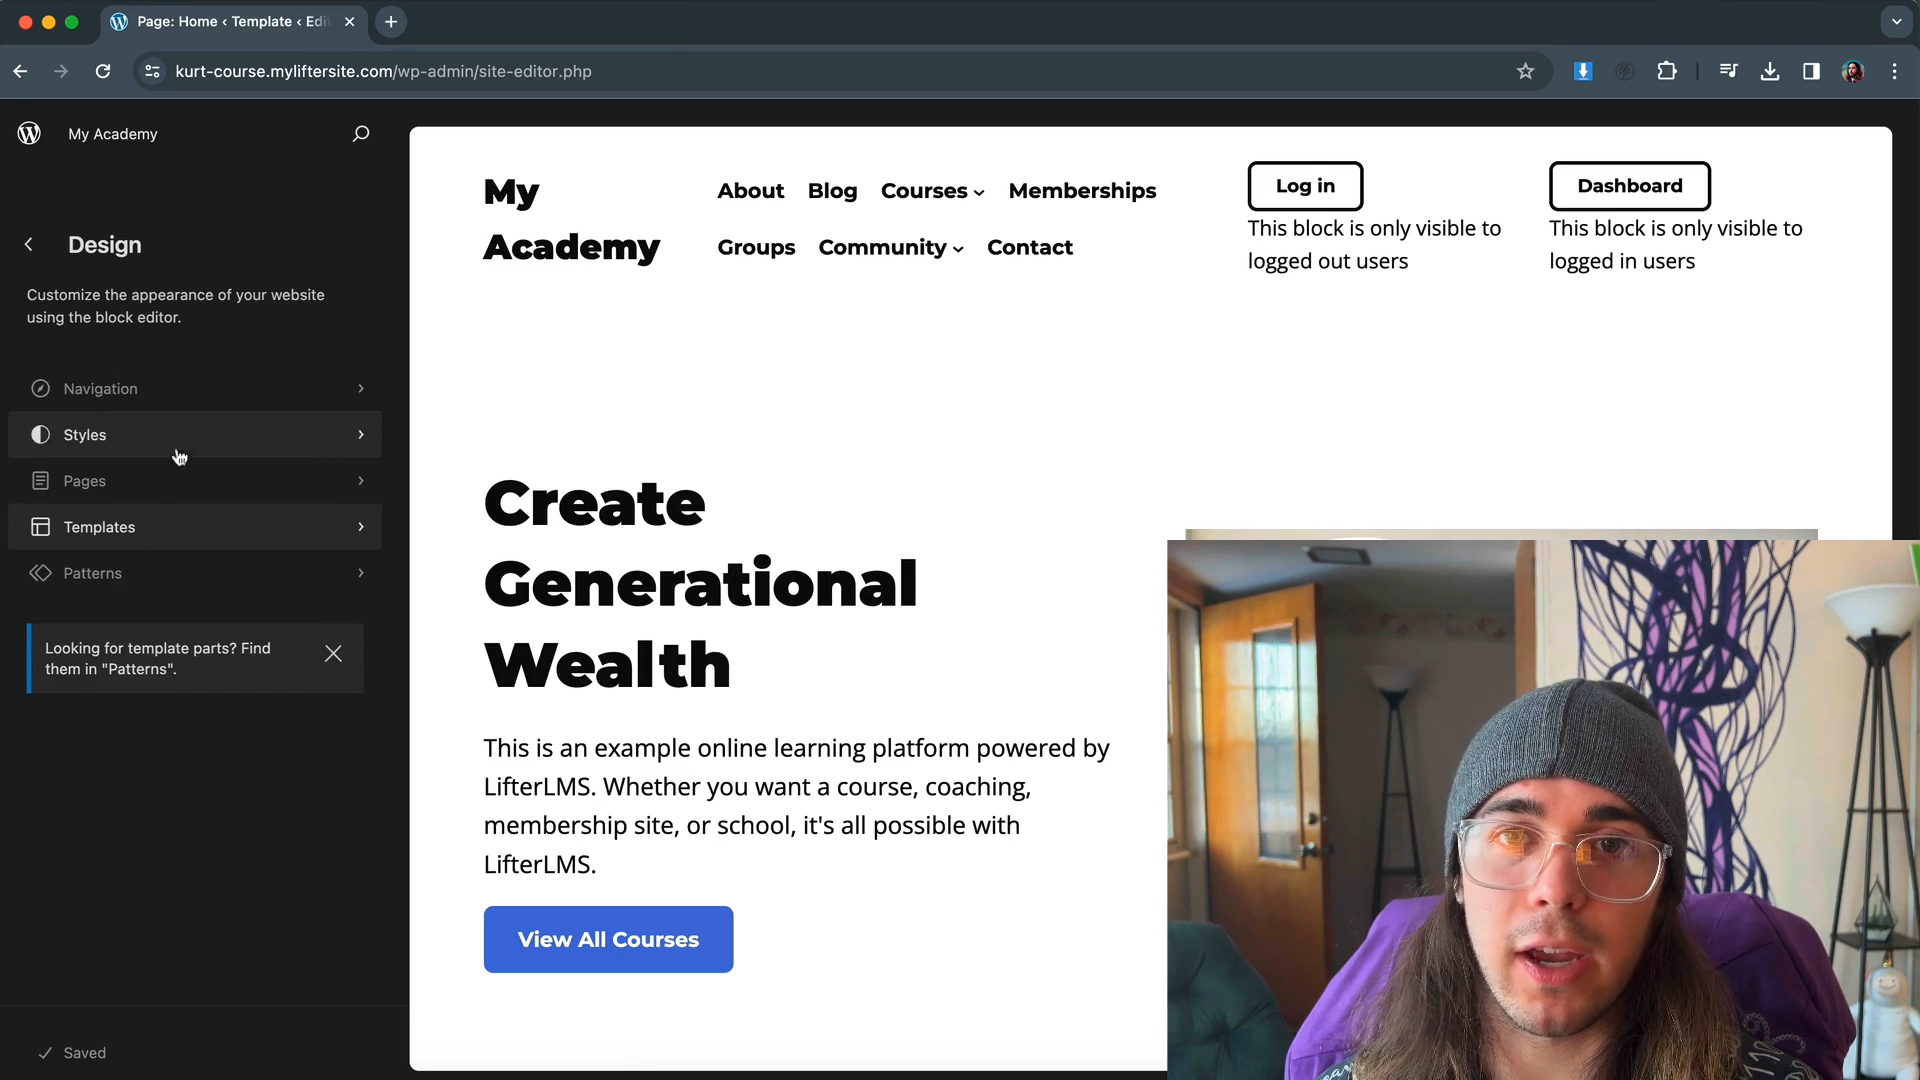 Page: Home ‹ Template ‹ Edi
kurt-course.myliftersite.com/wp-admin/site-editor.php
My Academy
Design
Customize the appearance of your website
using the block editor.
Navigation
Styles
Pages
Templates
Patterns
Looking for template parts? Find
them in "Patterns".
Saved
My
Academy
About Blog Courses Memberships
Groups Community Contact
Log in
This block is only visible to
logged out users
Dashboard
This block is only visible to
logged in users
Create
Generational
Wealth
This is an example online learning platform powered by
LifterLMS. Whether you want a course, coaching,
membership site, or school, it's all possible with
LifterLMS.
View All Courses